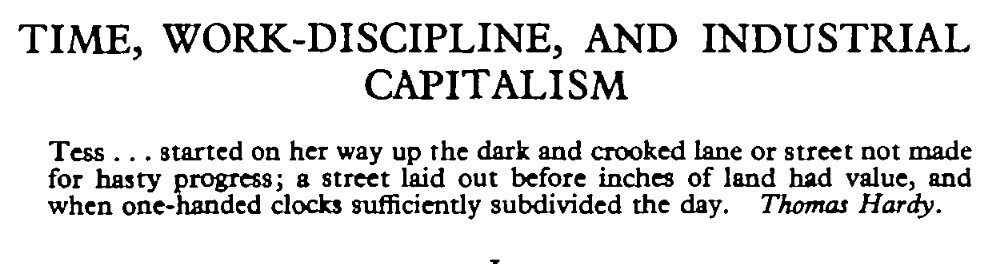 TIME, WORK-DISCIPLINE, AND INDUSTRIAL
CAPITALISM
Tess . . . started on her way up the dark and crooked lane or street not made
for hasty progress; a street laid out before inches of land had value, and
when one-handed clocks sufficiently subdivided the day. Thomas Hardy.